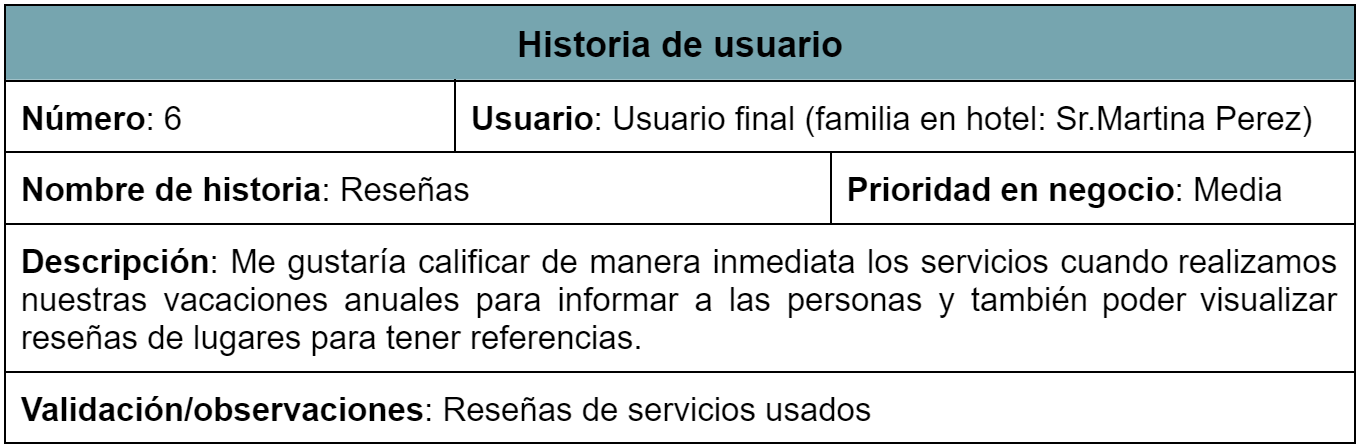 Historia de usuario
Número: 6
Usuario: Usuario final (familia en hotel: Sr.Martina Perez)
Nombre de historia: Reseñas
Prioridad en negocio: Media
Descripción: Me gustaría calificar de manera inmediata los servicios cuando realizamos
nuestras vacaciones anuales para informar a las personas y también poder visualizar
reseñas de lugares para tener referencias.
Validación/observaciones: Reseñas de servicios usados